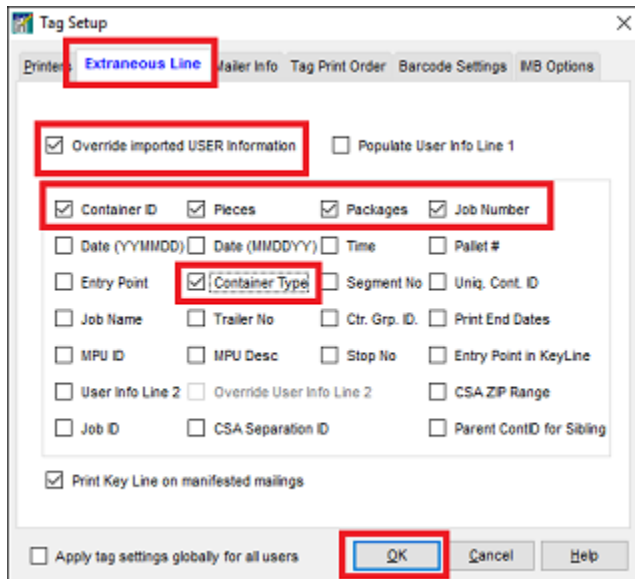 Tag Setup
Printers Extraneous Line Mailer Info Tag Print Order Barcode Settings IMB Options
Override imported USER Information Populate User Info Line 1
Container ID Pieces Packages Job Number
Date (YYMMDD) Date (MMDDYY) Time Pallet #
Entry Point Container Type Segment No Uniq. Cont. ID
Job Name Trailer No Ctr. Grp. ID. Print End Dates
MPU ID MPU Desc Stop No Entry Point in KeyLine
User Info Line 2 Override User Info Line 2 CSA ZIP Range
Job ID CSA Separation ID Parent ContID for Sibling
Print Key Line on manifested mailings
Apply tag settings globally for all users OK Cancel Help